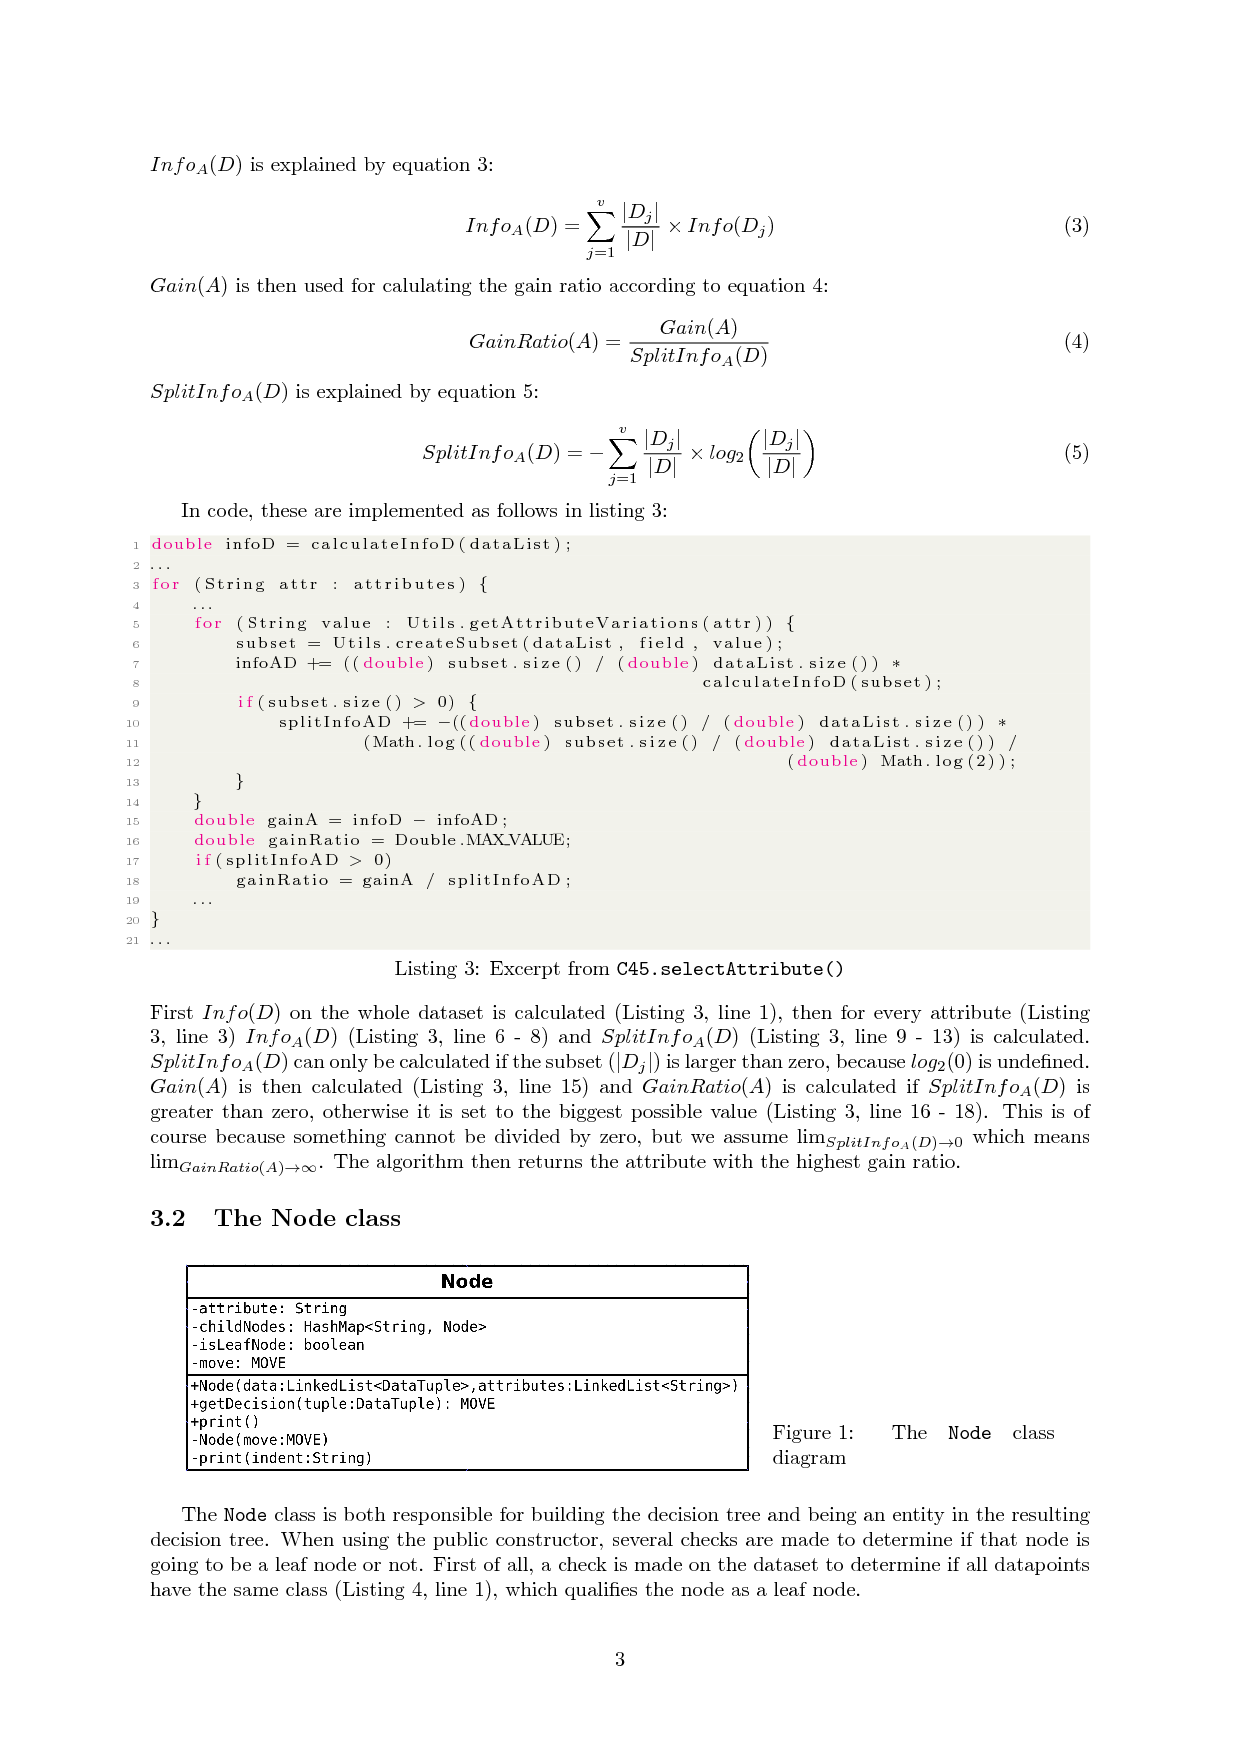 Info_A(D) is explained by equation 3:
Info_A(D) = \sum_{j=1}^{v} \frac{|D_j|}{|D|} × Info(D_j) (3)
Gain(A) is then used for calulating the gain ratio according to equation 4:
GainRatio(A) = \frac{Gain(A)}{SplitInfo_A(D)} (4)
SplitInfo_A(D) is explained by equation 5:
SplitInfo_A(D) = −\sum_{j=1}^{v} \frac{|D_j|}{|D|} × log_2(\frac{|D_j|}{|D|}) (5)
In code, these are implemented as follows in listing 3:
1 double infoD = calculateInfoD(dataList);
2 ...
3 for (String attr : attributes) {
4 ...
5 for (String value : Utils.getAttributeVariations(attr)) {
6 subset = Utils.createSubset(dataList, field, value);
7 infoAD += ((double) subset.size() / (double) dataList.size()) *
8 calculateInfoD(subset);
9 if(subset.size() > 0) {
10 splitInfoAD += −((double) subset.size() / (double) dataList.size()) *
11 (Math.log((double) subset.size() / (double) dataList.size()) /
12 (double) Math.log(2));
13 }
14 }
15 double gainA = infoD − infoAD;
16 double gainRatio = Double.MAX_VALUE;
17 if(splitInfoAD > 0)
18 gainRatio = gainA / splitInfoAD;
19 ...
20 }
21 ...
Listing 3: Excerpt from C45.selectAttribute()
First Info(D) on the whole dataset is calculated (Listing 3, line 1), then for every attribute (Listing
3, line 3) Info_A(D) (Listing 3, line 6 - 8) and SplitInfo_A(D) (Listing 3, line 9 - 13) is calculated.
SplitInfo_A(D) can only be calculated if the subset (|D_j|) is larger than zero, because log_2(0) is undefined.
Gain(A) is then calculated (Listing 3, line 15) and GainRatio(A) is calculated if SplitInfo_A(D) is
greater than zero, otherwise it is set to the biggest possible value (Listing 3, line 16 - 18). This is of
course because something cannot be divided by zero, but we assume lim_{SplitInfo_A(D)→0} which means
lim_{GainRatio(A)→∞}. The algorithm then returns the attribute with the highest gain ratio.
3.2 The Node class
Node
-attribute: String
-childNodes: HashMap<String, Node>
-isLeafNode: boolean
-move: MOVE
+Node(data:LinkedList<DataTuple>,attributes:LinkedList<String>)
+getDecision(tuple:DataTuple): MOVE
+print()
-Node(move:MOVE)
-print(indent:String)
Figure 1: The Node class
diagram
The Node class is both responsible for building the decision tree and being an entity in the resulting
decision tree. When using the public constructor, several checks are made to determine if that node is
going to be a leaf node or not. First of all, a check is made on the dataset to determine if all datapoints
have the same class (Listing 4, line 1), which qualifies the node as a leaf node.
3